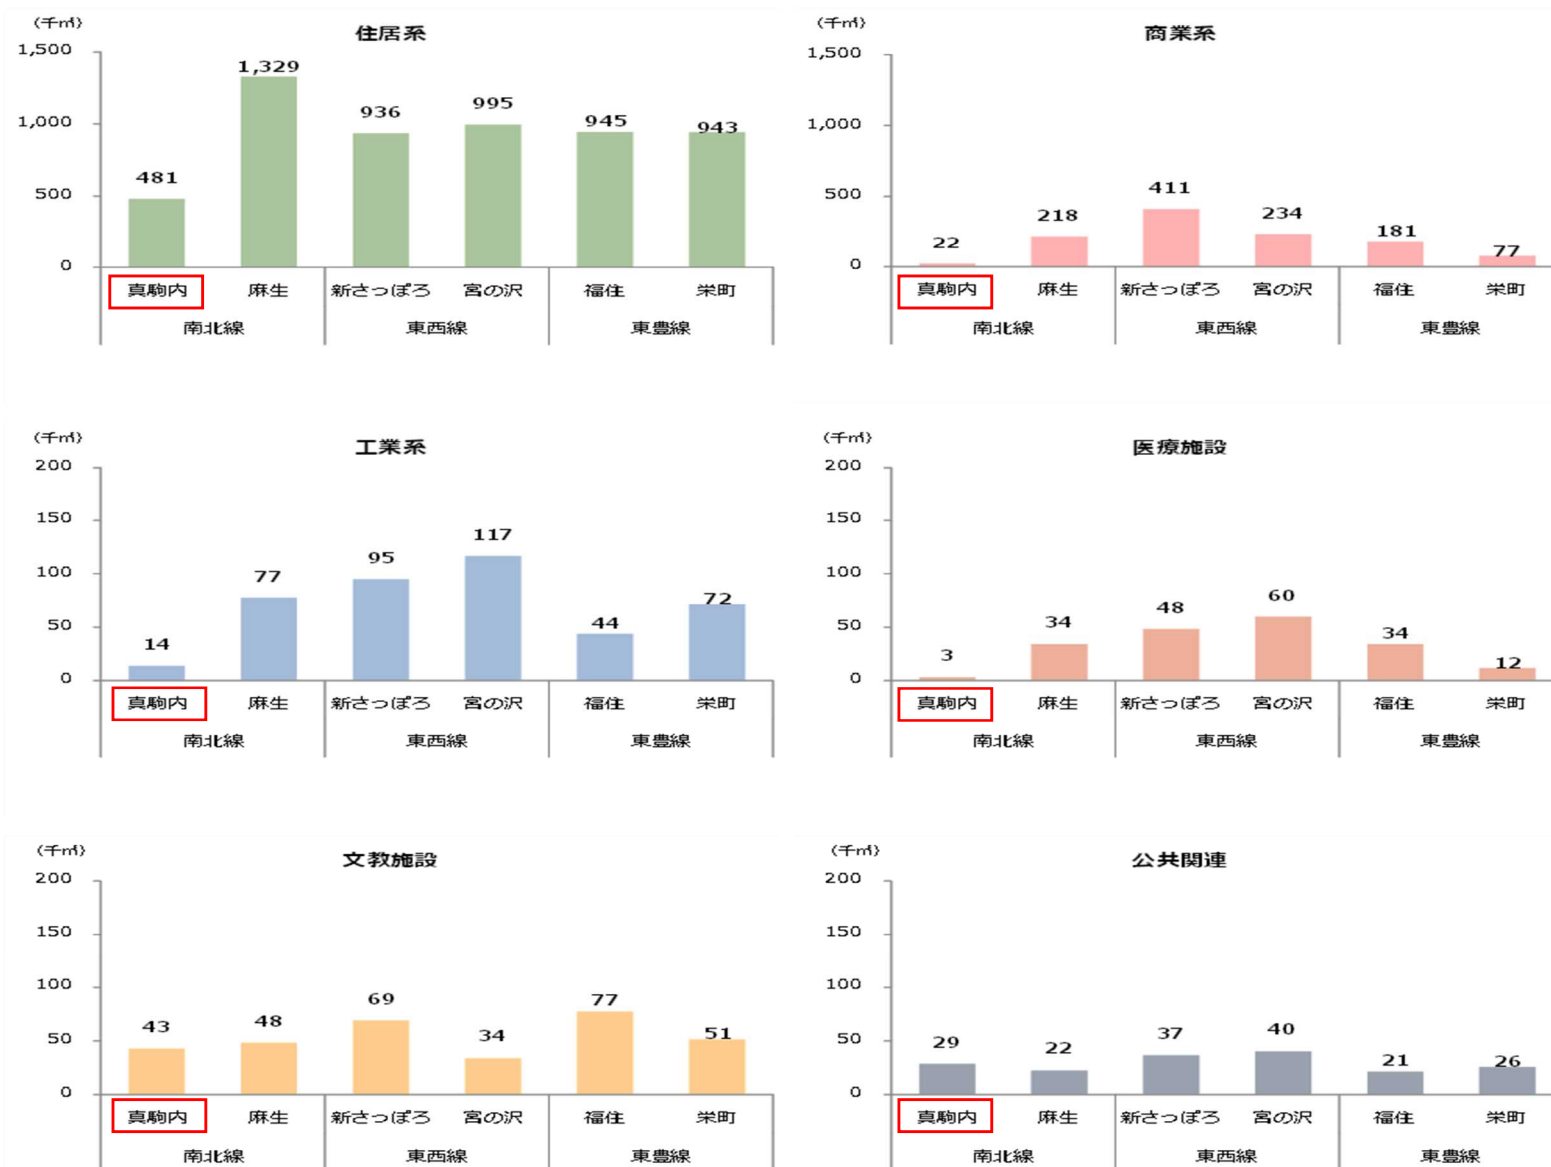 (千㎡)
住居系
1,500
1,000
500
0
481
1,329
936
995
945
943
真駒内 麻生 新さっぽろ 宮の沢 福住 栄町
南北線 東西線 東豊線
(千㎡)
商業系
1,500
1,000
500
0
22
218
411
234
181
77
真駒内 麻生 新さっぽろ 宮の沢 福住 栄町
南北線 東西線 東豊線
(千㎡)
工業系
200
150
100
50
0
14
77
95
117
44
72
真駒内 麻生 新さっぽろ 宮の沢 福住 栄町
南北線 東西線 東豊線
(千㎡)
医療施設
200
150
100
50
0
3
34
48
60
34
12
真駒内 麻生 新さっぽろ 宮の沢 福住 栄町
南北線 東西線 東豊線
(千㎡)
文教施設
200
150
100
50
0
43
48
69
34
77
51
真駒内 麻生 新さっぽろ 宮の沢 福住 栄町
南北線 東西線 東豊線
(千㎡)
公共関連
200
150
100
50
0
29
22
37
40
21
26
真駒内 麻生 新さっぽろ 宮の沢 福住 栄町
南北線 東西線 東豊線